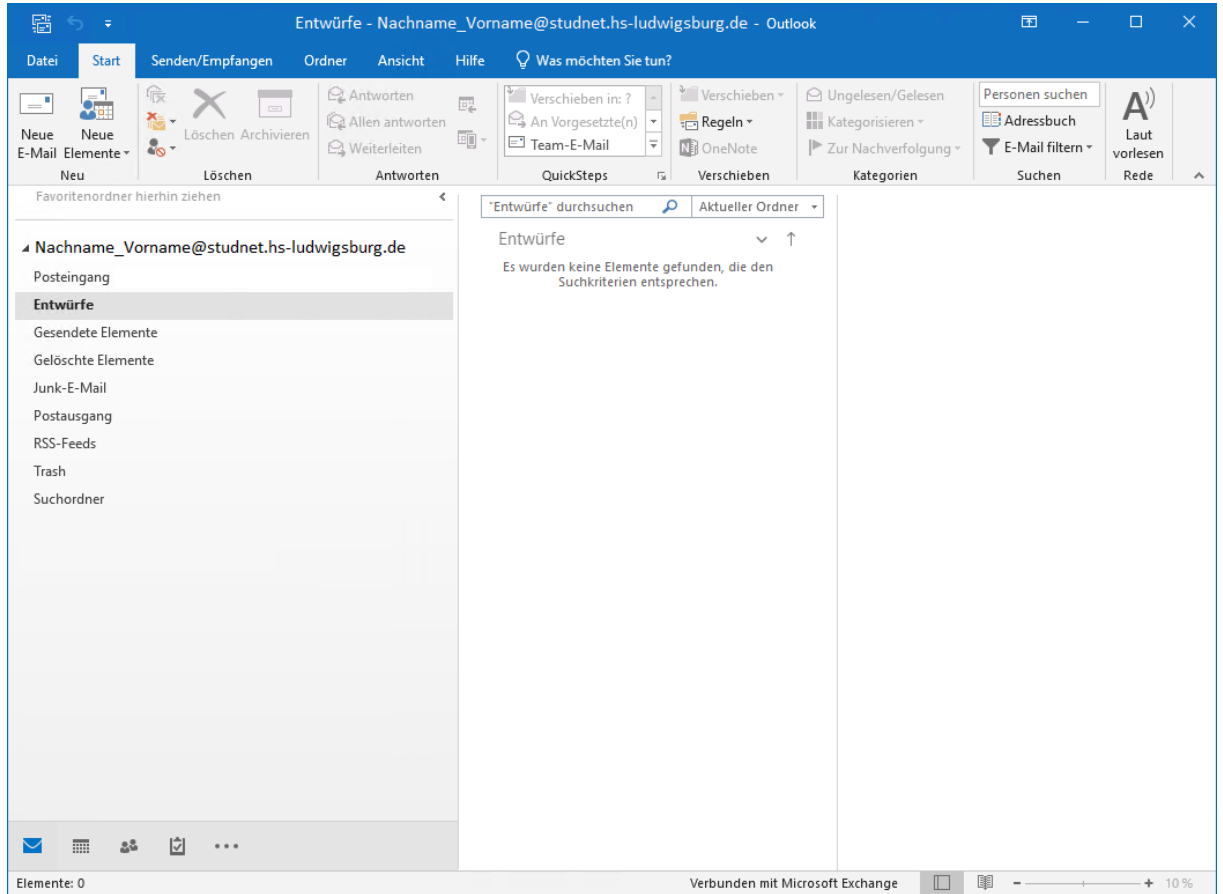 Entwürfe - Nachname_Vorname@studnet.hs-ludwigsburg.de - Outlook
Datei Start Senden/Empfangen Ordner Ansicht Hilfe Was möchten Sie tun?
Neue E-Mail
Neue Elemente
Neu
Löschen Archivieren
Löschen
Antworten
Allen antworten
Weiterleiten
Antworten
Verschieben in: ?
An Vorgesetzte(n)
Team-E-Mail
QuickSteps
Verschieben
Regeln
OneNote
Verschieben
Ungelesen/Gelesen
Kategorisieren
Zur Nachverfolgung
Kategorien
Personen suchen
Adressbuch
E-Mail filtern
Suchen
Laut vorlesen
Rede
Favoritenordner hierhin ziehen
Nachname_Vorname@studnet.hs-ludwigsburg.de
Posteingang
Entwürfe
Gesendete Elemente
Gelöschte Elemente
Junk-E-Mail
Postausgang
RSS-Feeds
Trash
Suchordner
"Entwürfe" durchsuchen Aktueller Ordner
Entwürfe
Es wurden keine Elemente gefunden, die den
Suchkriterien entsprechen.
Elemente: 0 Verbunden mit Microsoft Exchange 10 %